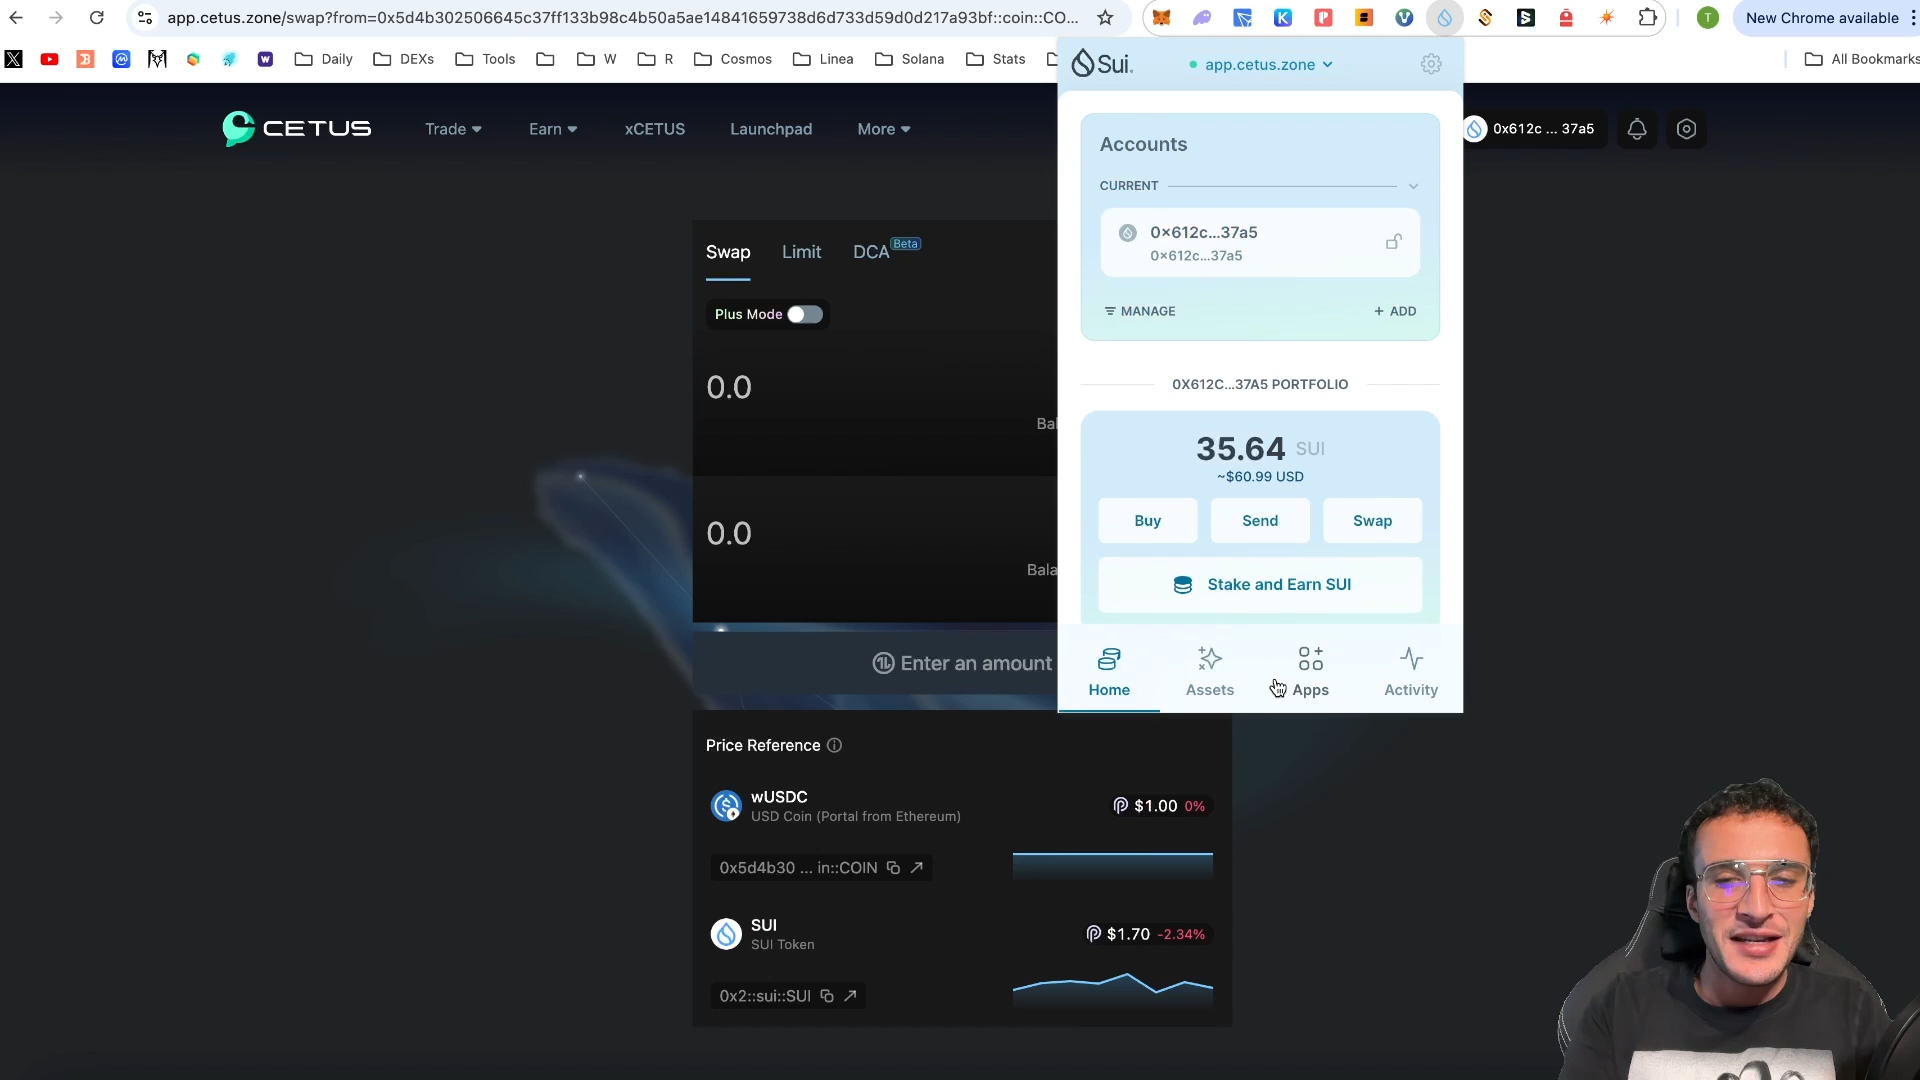 app.cetus.zone/swap?from=0x5d4b302506645c37ff133b98c4b50a5ae14841659738d6d733d59d0d217a93bf::coin::CO...
T
New Chrome available
Daily
DEXs
Tools
W
R
Cosmos
Linea
Solana
Stats
All Bookmarks
Sui.
app.cetus.zone
CETUS
Trade
Earn
xCETUS
Launchpad
More
0x612c ... 37a5
Accounts
CURRENT
0×612c...37a5
0×612c...37a5
MANAGE
+ ADD
Swap
Limit
DCA
Beta
Plus Mode
0.0
Bal
0X612C...37A5 PORTFOLIO
35.64 SUI
~$60.99 USD
Buy
Send
Swap
0.0
Bala
Stake and Earn SUI
Enter an amount
Home
Assets
Apps
Activity
Price Reference
wUSDC
USD Coin (Portal from Ethereum)
$1.00 0%
0x5d4b30 ... in::COIN
SUI
SUI Token
$1.70 -2.34%
0x2::sui::SUI